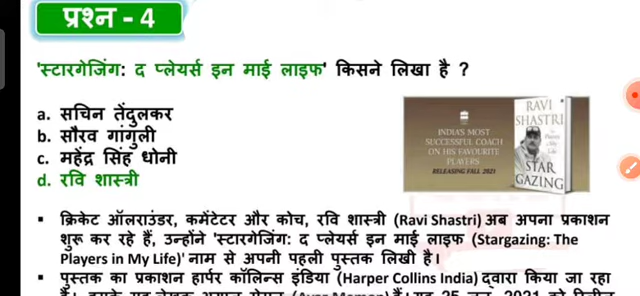 प्रश्न - 4
'स्टारगेजिंग: द प्लेयर्स इन माई लाइफ' किसने लिखा है ?
a. सचिन तेंदुलकर
b. सौरव गांगुली
c. महेंद्र सिंह धोनी
d. रवि शास्त्री
INDIA'S MOST
SUCCESSFUL COACH
ON HIS FAVOURITE
PLAYERS
RELEASING FALL 2021
RAVI
SHASTRI
STAR
GAZING
▪ क्रिकेट ऑलराउंडर, कमेंटेटर और कोच, रवि शास्त्री (Ravi Shastri) अब अपना प्रकाशन
शुरू कर रहे हैं, उन्होंने 'स्टारगेजिंग: द प्लेयर्स इन माई लाइफ (Stargazing: The
Players in My Life)' नाम से अपनी पहली पुस्तक लिखी है।
▪ पुस्तक का प्रकाशन हार्पर कॉलिन्स इंडिया (Harper Collins India) द्वारा किया जा रहा